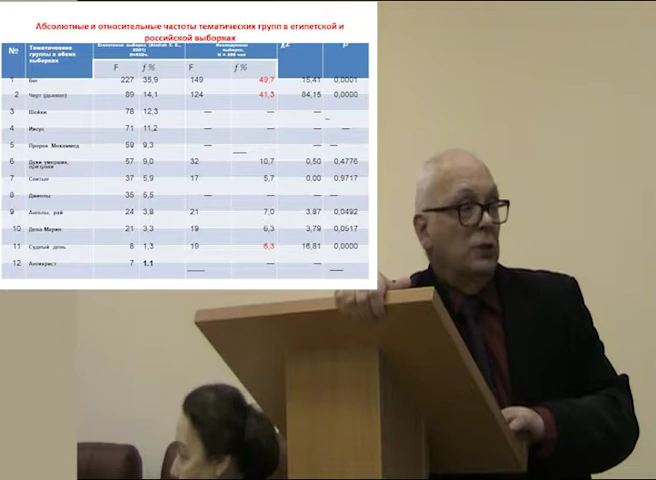 Абсолютные и относительные частоты тематических групп в египетской и
российской выборках
№ Тематические группы в обеих выборках χ2 p
F f % F f %
1 Бог 227 35,9 149 49,7 15,41 0,0001
2 Черт (дьявол) 89 14,1 124 41,3 84,15 0,0000
3 Шейхи 78 12,3 — — — –
4 Иисус 71 11,2 — — — —
5 Пророк Мохаммед 59 9,3 — — — —
6 Духи умерших, призраки 57 9,0 32 10,7 0,50 0,4776
7 Святые 37 5,9 17 5,7 0,00 0,9717
8 Джинны 35 5,5 — — — —
9 Ангелы, рай 24 3,8 21 7,0 3,87 0,0492
10 Дева Мария 21 3,3 19 6,3 3,79 0,0517
11 Судный день 8 1,3 19 6,3 16,81 0,0000
12 Антихрист 7 1.1 — — — —